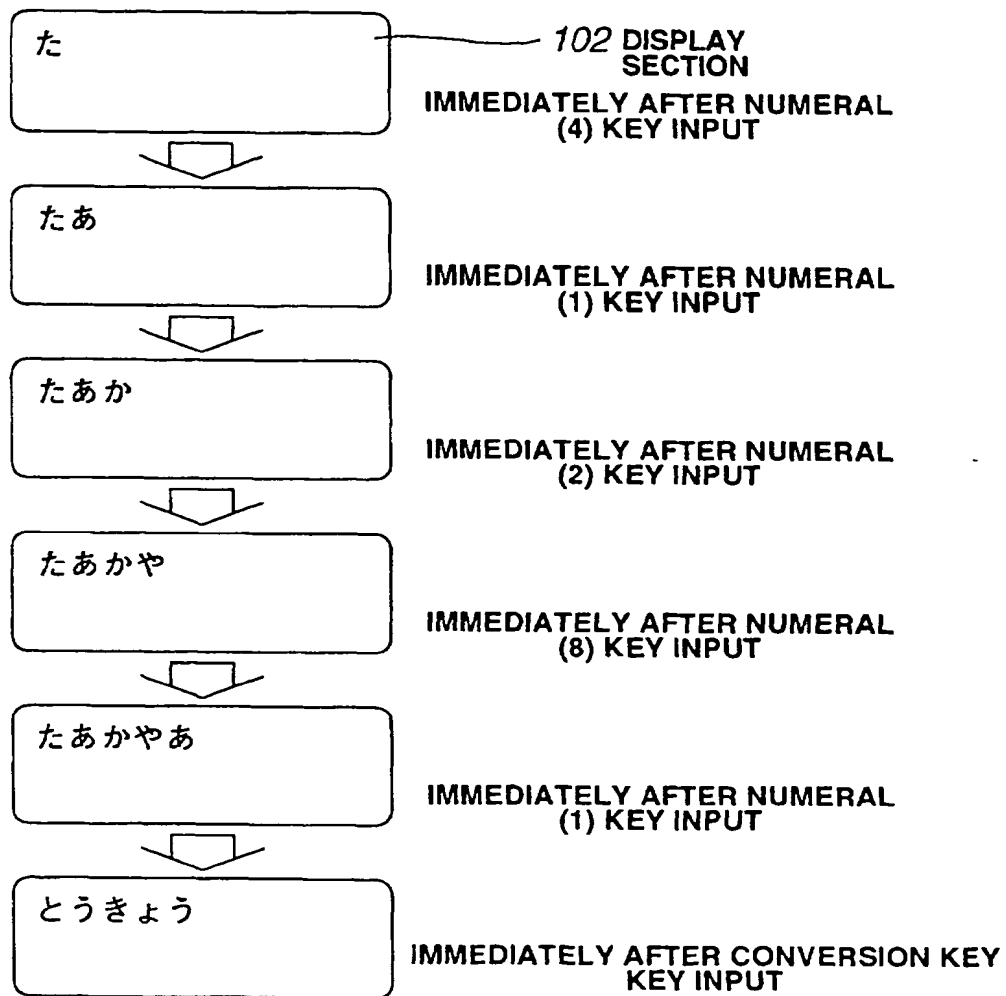 た
102 DISPLAY
SECTION
IMMEDIATELY AFTER NUMERAL
(4) KEY INPUT
たあ
IMMEDIATELY AFTER NUMERAL
(1) KEY INPUT
たあか
IMMEDIATELY AFTER NUMERAL
(2) KEY INPUT
たあかや
IMMEDIATELY AFTER NUMERAL
(8) KEY INPUT
たあかやあ
IMMEDIATELY AFTER NUMERAL
(1) KEY INPUT
とうきょう
IMMEDIATELY AFTER CONVERSION KEY
KEY INPUT